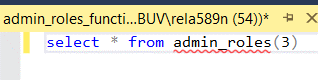 admin_roles_functi...BUV\rela589n (54))*
select * from admin_roles(3)